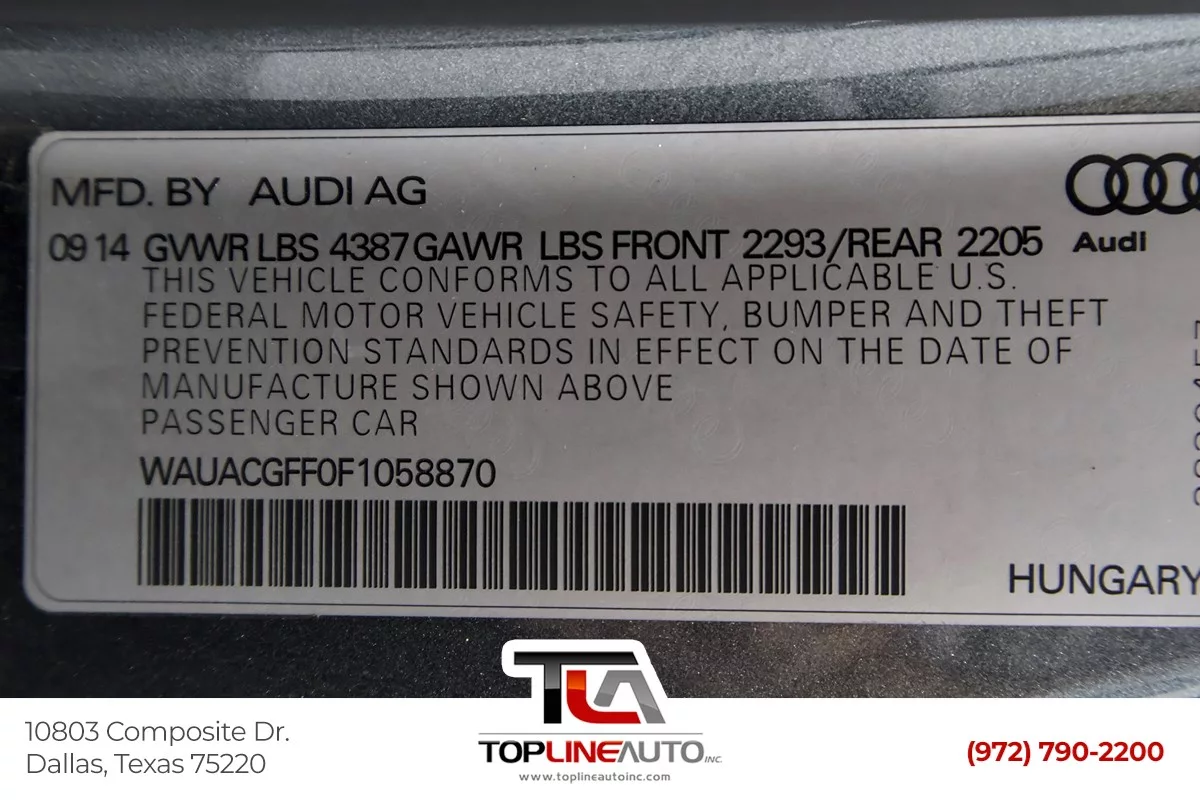 MFD. BY AUDI AG
09 14 GVWR LBS 4387 GAWR LBS FRONT 2293/REAR 2205
Audi
THIS VEHICLE CONFORMS TO ALL APPLICABLE U.S.
FEDERAL MOTOR VEHICLE SAFETY, BUMPER AND THEFT
PREVENTION STANDARDS IN EFFECT ON THE DATE OF
MANUFACTURE SHOWN ABOVE
PASSENGER CAR
WAUACGFF0F1058870
HUNGARY
10803 Composite Dr.
Dallas, Texas 75220
TLA
TOPLINEAUTO INC.
www.toplineautoinc.com
(972) 790-2200